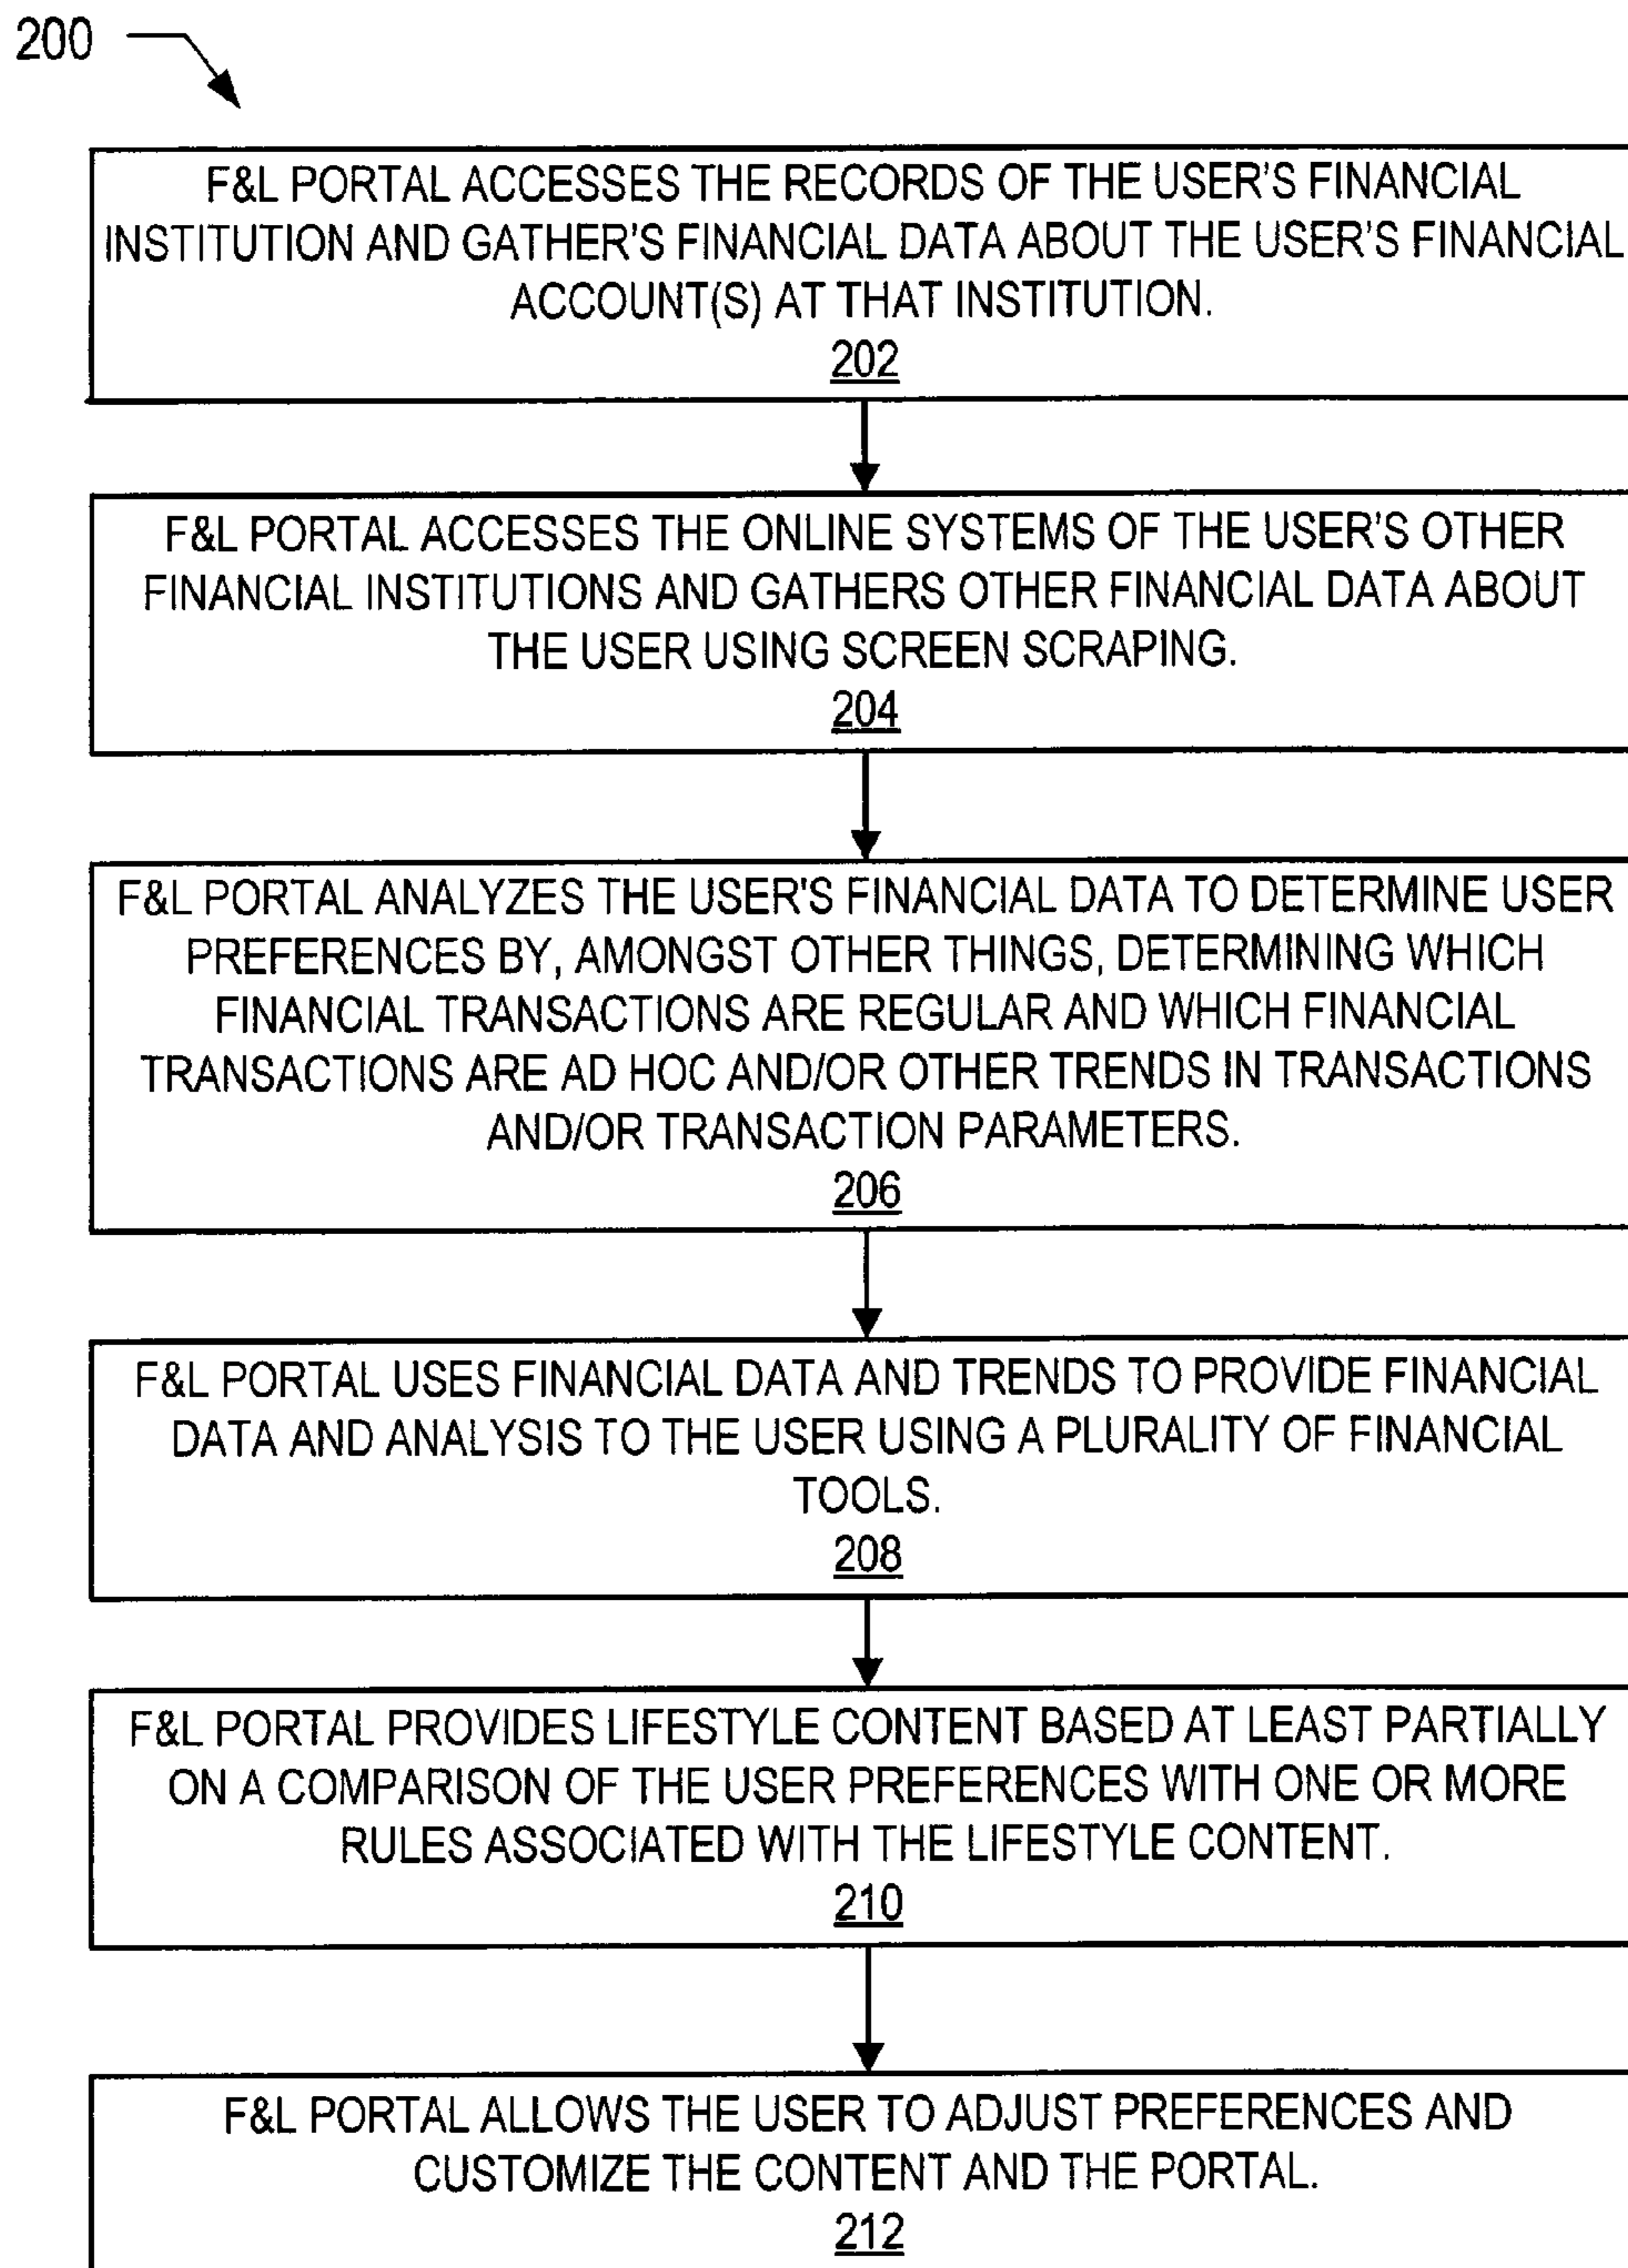 200
F&L PORTAL ACCESSES THE RECORDS OF THE USER'S FINANCIAL
INSTITUTION AND GATHER'S FINANCIAL DATA ABOUT THE USER'S FINANCIAL
ACCOUNT(S) AT THAT INSTITUTION.
202
F&L PORTAL ACCESSES THE ONLINE SYSTEMS OF THE USER'S OTHER
FINANCIAL INSTITUTIONS AND GATHERS OTHER FINANCIAL DATA ABOUT
THE USER USING SCREEN SCRAPING.
204
F&L PORTAL ANALYZES THE USER'S FINANCIAL DATA TO DETERMINE USER
PREFERENCES BY, AMONGST OTHER THINGS, DETERMINING WHICH
FINANCIAL TRANSACTIONS ARE REGULAR AND WHICH FINANCIAL
TRANSACTIONS ARE AD HOC AND/OR OTHER TRENDS IN TRANSACTIONS
AND/OR TRANSACTION PARAMETERS.
206
F&L PORTAL USES FINANCIAL DATA AND TRENDS TO PROVIDE FINANCIAL
DATA AND ANALYSIS TO THE USER USING A PLURALITY OF FINANCIAL
TOOLS.
208
F&L PORTAL PROVIDES LIFESTYLE CONTENT BASED AT LEAST PARTIALLY
ON A COMPARISON OF THE USER PREFERENCES WITH ONE OR MORE
RULES ASSOCIATED WITH THE LIFESTYLE CONTENT.
210
F&L PORTAL ALLOWS THE USER TO ADJUST PREFERENCES AND
CUSTOMIZE THE CONTENT AND THE PORTAL.
212